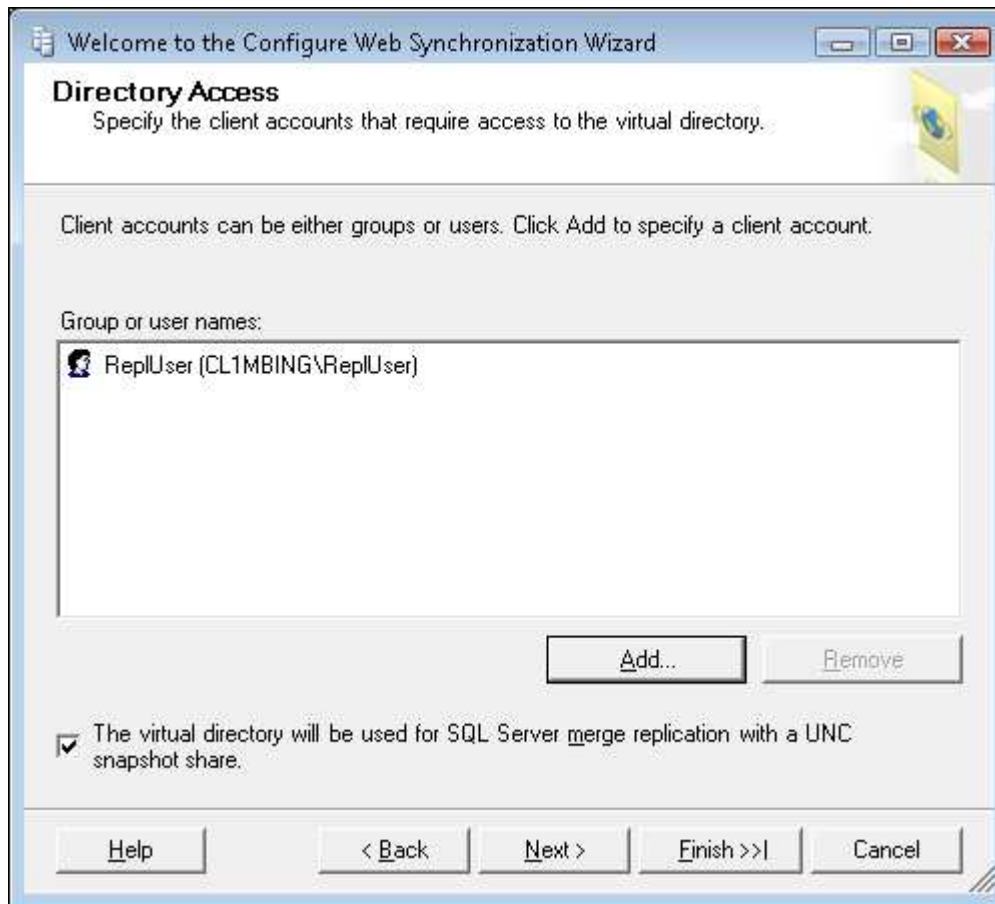 Welcome to the Configure Web Synchronization Wizard
Directory Access
Specify the client accounts that require access to the virtual directory.
Client accounts can be either groups or users. Click Add to specify a client account.
Group or user names:
ReplUser (CL1MBING\ReplUser)
Add...
Remove
The virtual directory will be used for SQL Server merge replication with a UNC
snapshot share.
Help
< Back
Next >
Finish >>|
Cancel